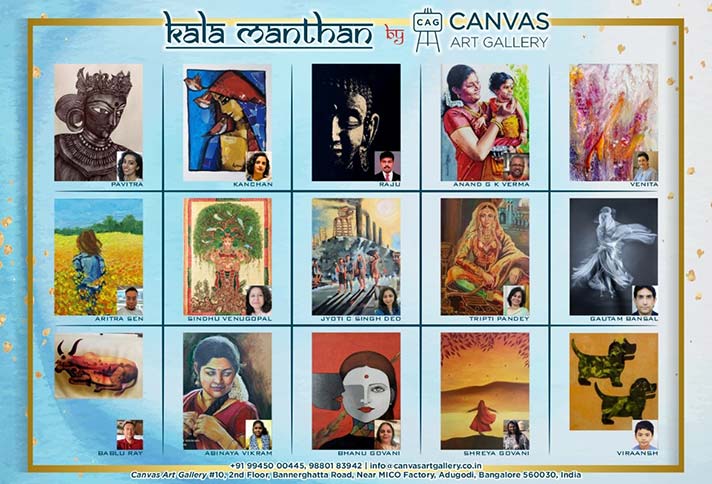 kala manthan by CAG CANVAS
ART GALLERY
PAVITRA KANCHAN RAJU ANAND G K VERMA VENITA
ARITRA SEN SINDHU VENUGOPAL JYOTI C SINGH DEO TRIPTI PANDEY GAUTAM BANSAL
BABLU RAY ABINAYA VIKRAM BHANU GOVANI SHREYA GOVANI VIRAANSH
+91 99450 00445, 98801 83942 | info@canvasartgallery.co.in
Canvas Art Gallery #10, 2nd Floor, Bannerghatta Road, Near MICO Factory, Adugodi, Bangalore 560030, India